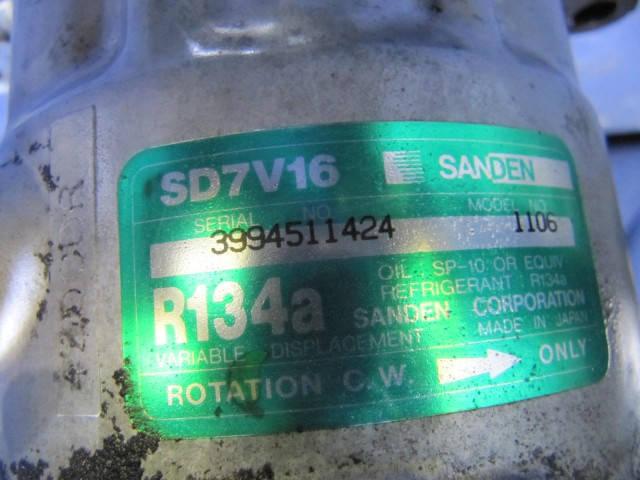 SD7V16 SANDEN
SERIAL NO MODEL NO
3994511424 1106
R134a
OIL : SP-10 OR EQUIV
REFRIGERANT : R134a
SANDEN CORPORATION
VARIABLE DISPLACEMENT MADE IN JAPAN
ROTATION C.W. ONLY